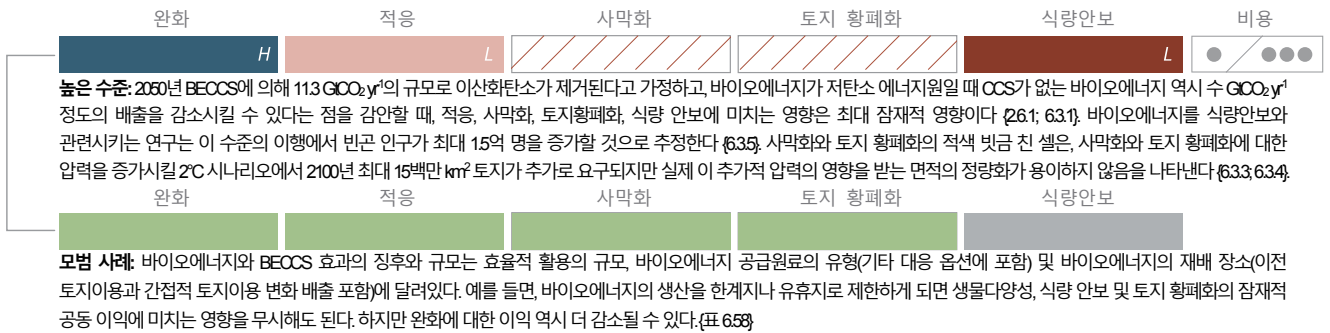 완화 적응 사막화 토지 황폐화 식량안보 비용
H L L
높은 수준: 2050년 BECCS에 의해 11.3 GtCO₂ yr⁻¹의 규모로 이산화탄소가 제거된다고 가정하고, 바이오에너지가 저탄소 에너지원일 때 CCS가 없는 바이오에너지 역시 수 GtCO₂ yr⁻¹
정도의 배출을 감소시킬 수 있다는 점을 감안할 때, 적응, 사막화, 토지황폐화, 식량 안보에 미치는 영향은 최대 잠재적 영향이다 {2.6.1; 6.3.1}. 바이오에너지를 식량안보와
관련시키는 연구는 이 수준의 이행에서 빈곤 인구가 최대 1.5억 명을 증가할 것으로 추정한다 {6.3.5}. 사막화와 토지 황폐화의 적색 빗금 친 셀은, 사막화와 토지 황폐화에 대한
압력을 증가시킬 2°C 시나리오에서 2100년 최대 15백만 km² 토지가 추가로 요구되지만 실제 이 추가적 압력의 영향을 받는 면적의 정량화가 용이하지 않음을 나타낸다 {6.3.3; 6.3.4}.
완화 적응 사막화 토지 황폐화 식량안보
모범 사례: 바이오에너지와 BECCS 효과의 징후와 규모는 효율적 활용의 규모, 바이오에너지 공급원료의 유형(기타 대응 옵션에 포함) 및 바이오에너지의 재배 장소(이전
토지이용과 간접적 토지이용 변화 배출 포함)에 달려있다. 예를 들면, 바이오에너지의 생산을 한계지나 유휴지로 제한하게 되면 생물다양성, 식량 안보 및 토지 황폐화의 잠재적
공동 이익에 미치는 영향을 무시해도 된다. 하지만 완화에 대한 이익 역시 더 감소될 수 있다.{표 6.58}